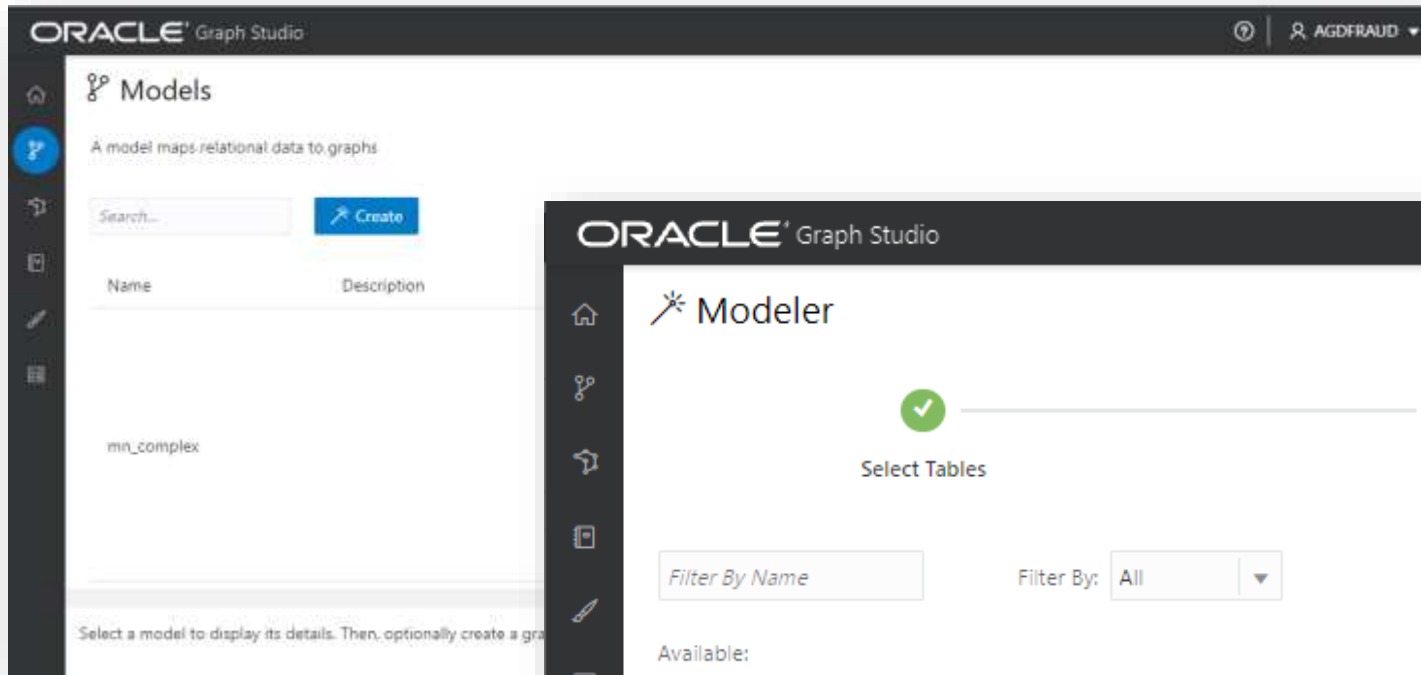 ORACLE Graph Studio
AGDFRAUD
Models
A model maps relational data to graphs
Search...
Create
Name Description
mn_complex
Select a model to display its details. Then, optionally create a gra
ORACLE Graph Studio
Modeler
Select Tables
Filter By Name
Filter By: All
Available: